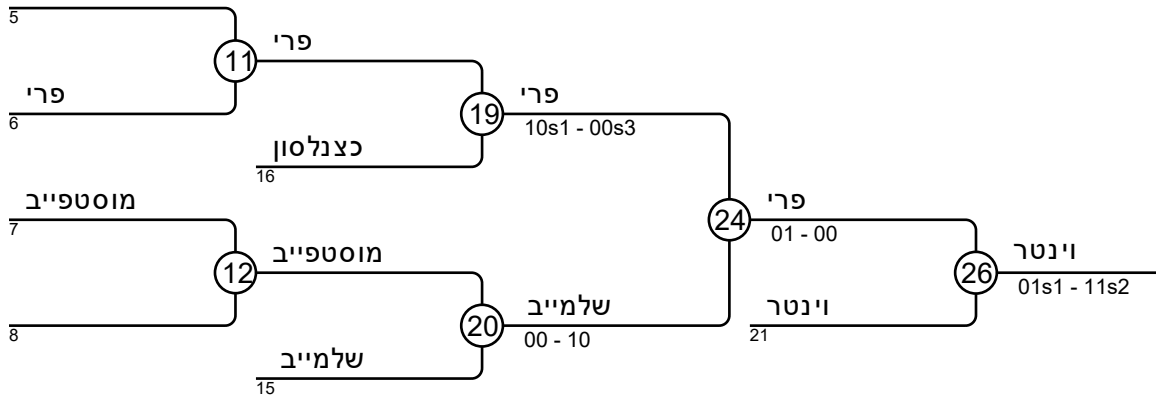 5
פרי
11
פרי
6
19
פרי
10s1 - 00s3
כצנלסון
16
מוסטפייב
7
24
פרי
01 - 00
12
מוסטפייב
26
וינטר
01s1 - 11s2
8
20
שלמייב
00 - 10
וינטר
21
שלמייב
15